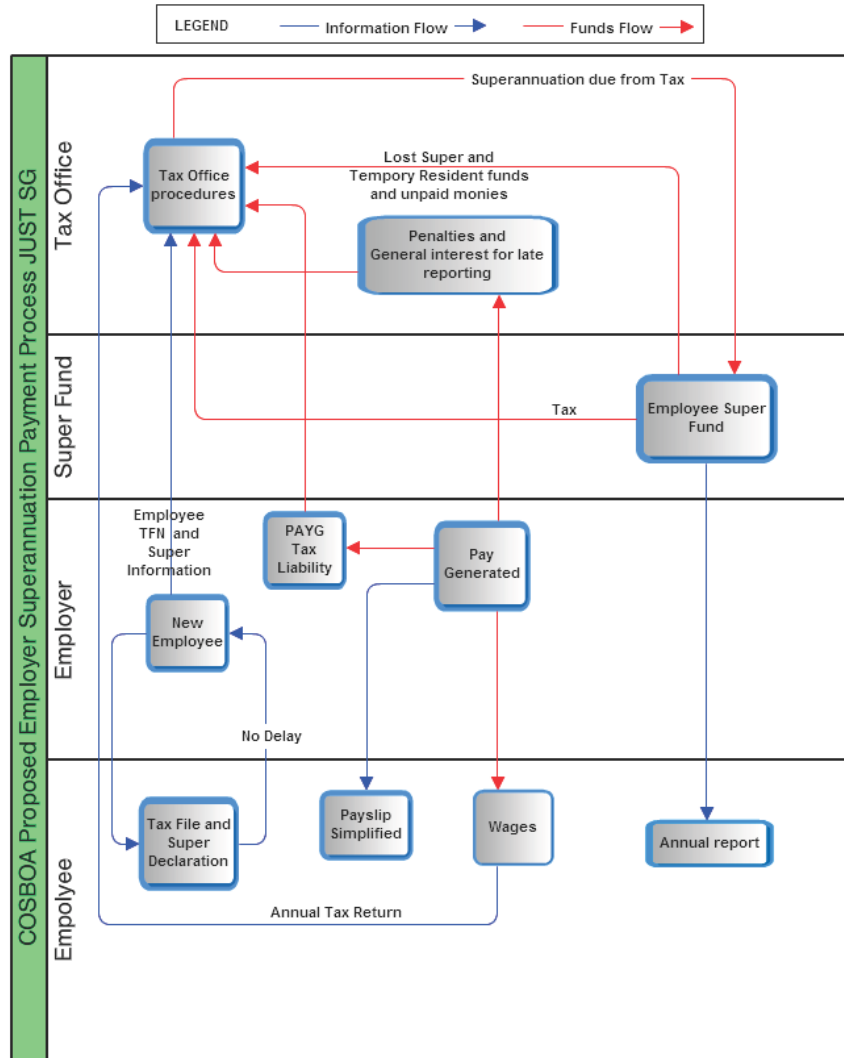 LEGEND
Information Flow
Funds Flow
COSBOA Proposed Employer Superannuation Payment Process JUST SG
Tax Office
Superannuation due from Tax
Tax Office
procedures
Lost Super and
Tempory Resident funds
and unpaid monies
Penalties and
General interest for late
reporting
Super Fund
Tax
Employee Super
Fund
Employer
Employee
TFN and
Super
Information
PAYG
Tax
Liability
Pay
Generated
New
Employee
No Delay
Empolyee
Tax File and
Super
Declaration
Payslip
Simplified
Wages
Annual report
Annual Tax Return